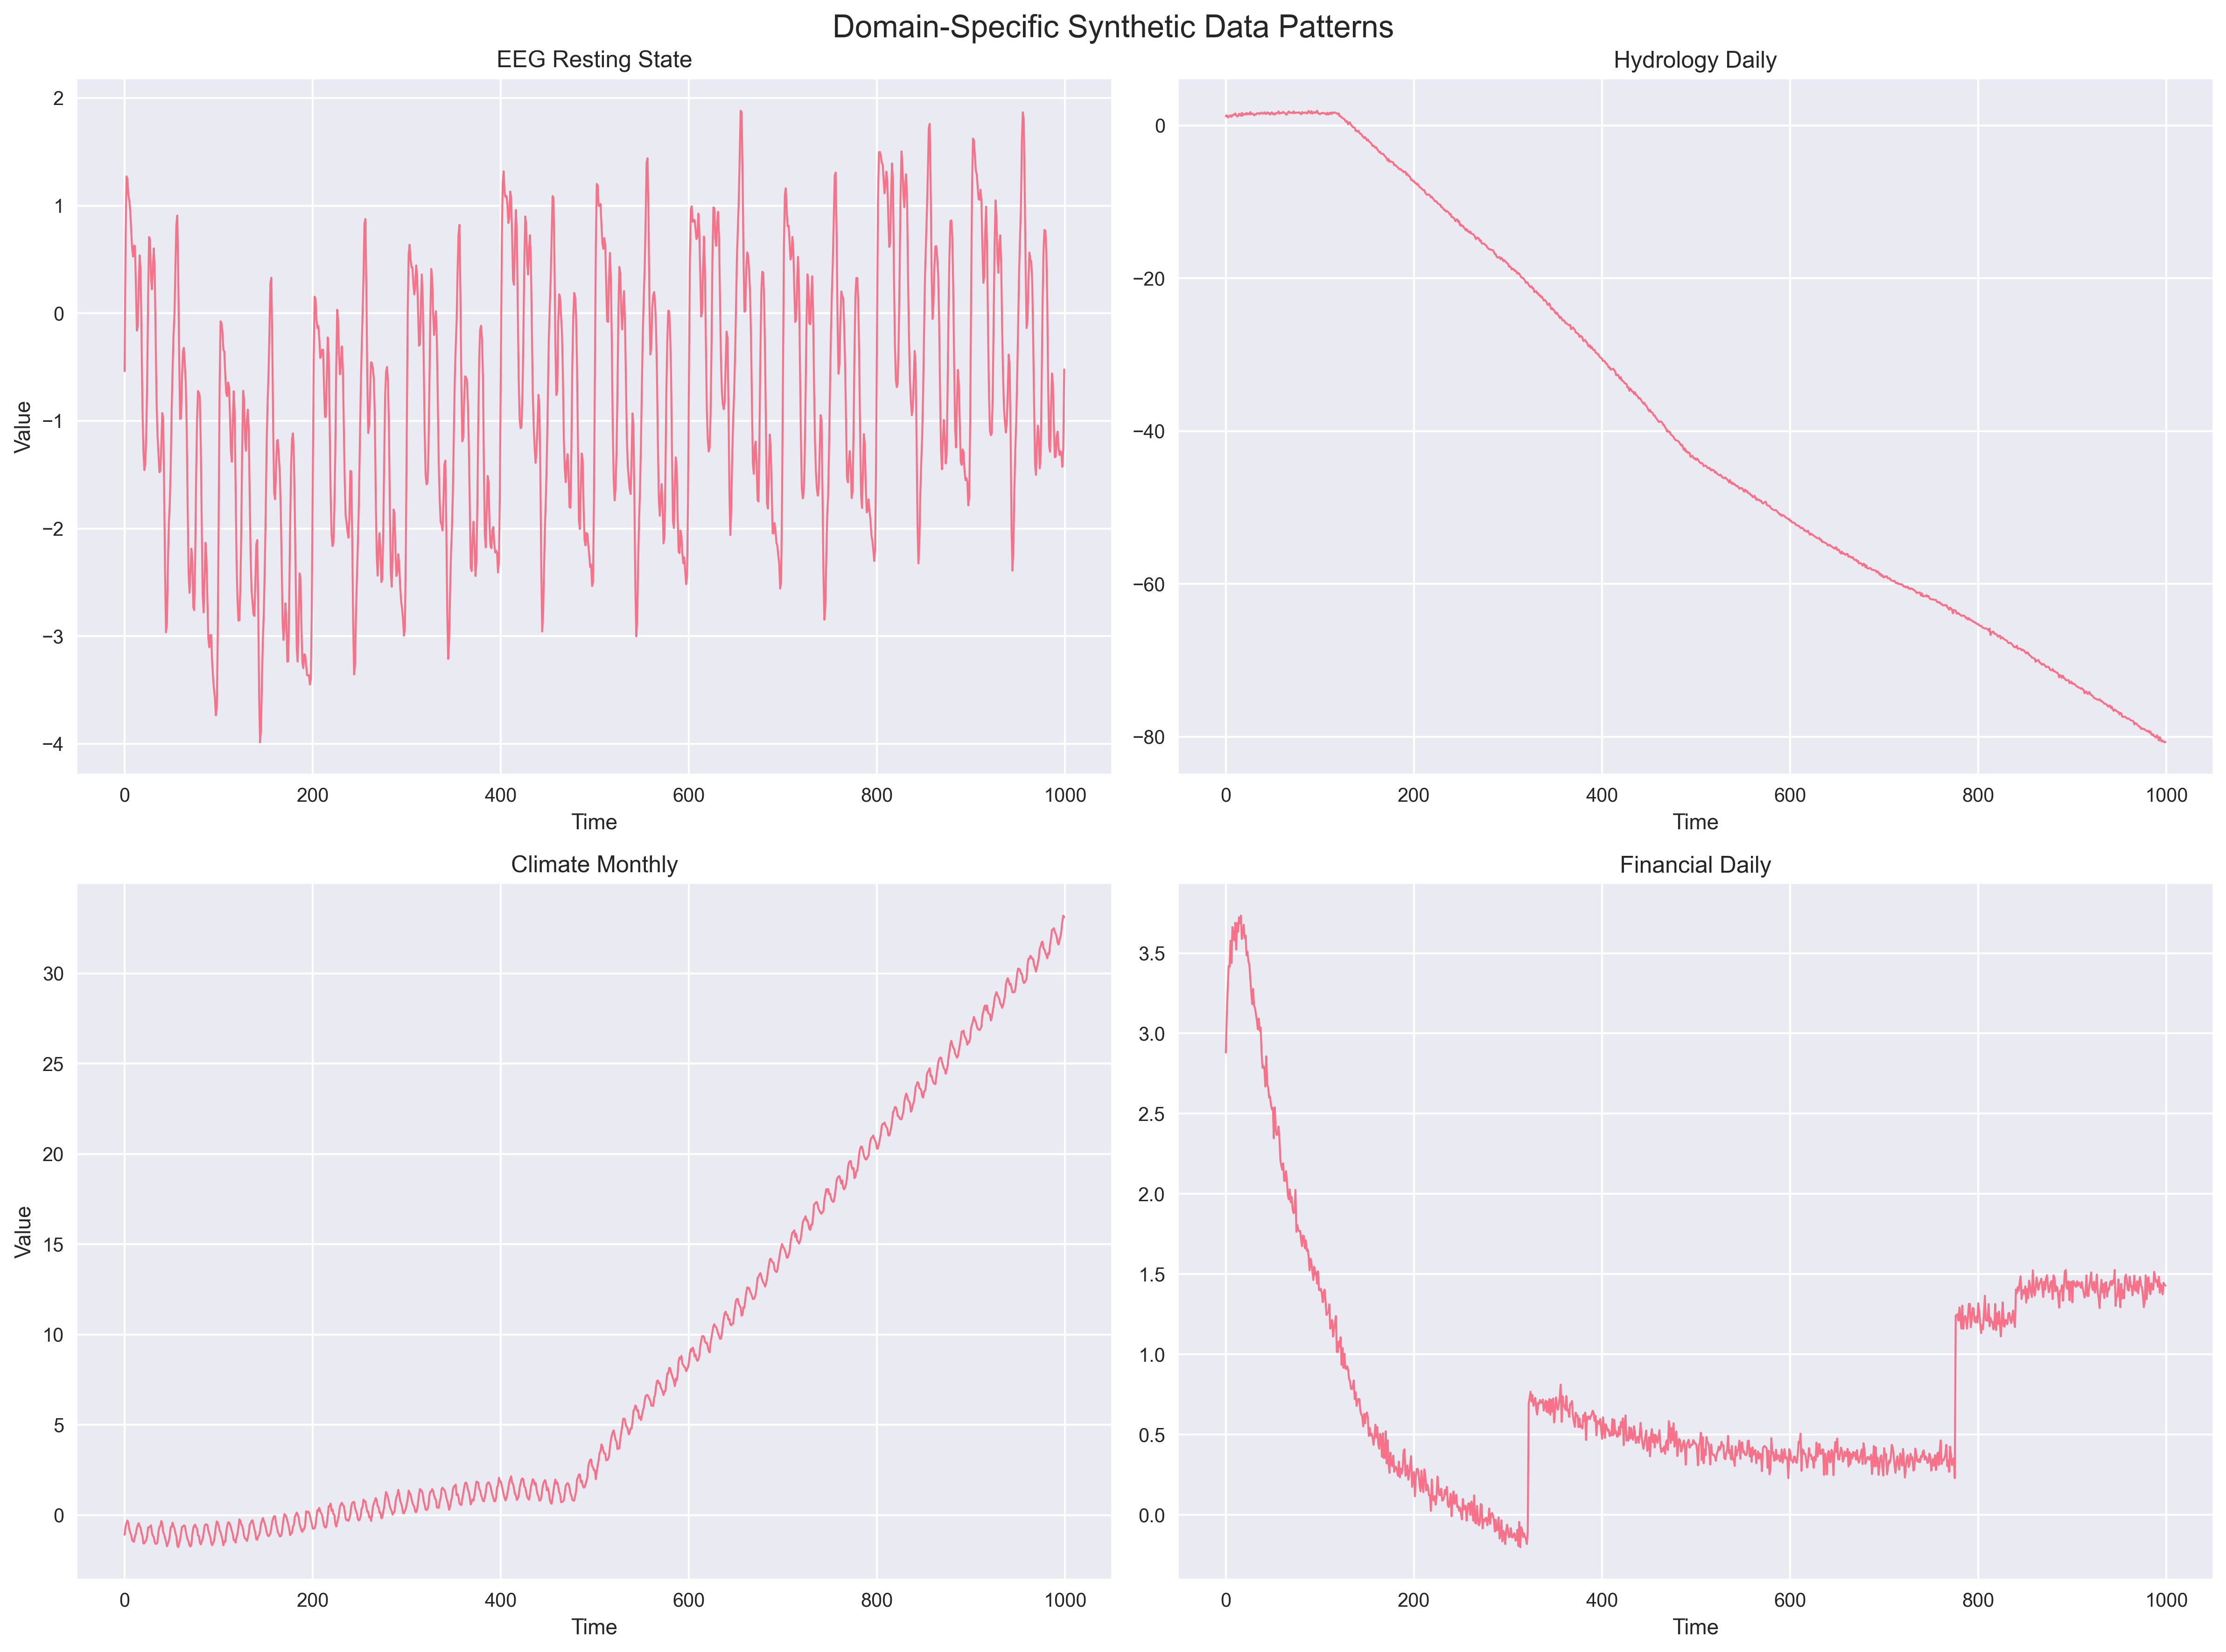 Domain-Specific Synthetic Data Patterns
EEG Resting State
2
1
0
−1
−2
−3
−4
Value
0 200 400 600 800 1000
Time
Hydrology Daily
0
−20
−40
−60
−80
0 200 400 600 800 1000
Time
Climate Monthly
30
25
20
15
10
5
0
Value
0 200 400 600 800 1000
Time
Financial Daily
3.5
3.0
2.5
2.0
1.5
1.0
0.5
0.0
0 200 400 600 800 1000
Time